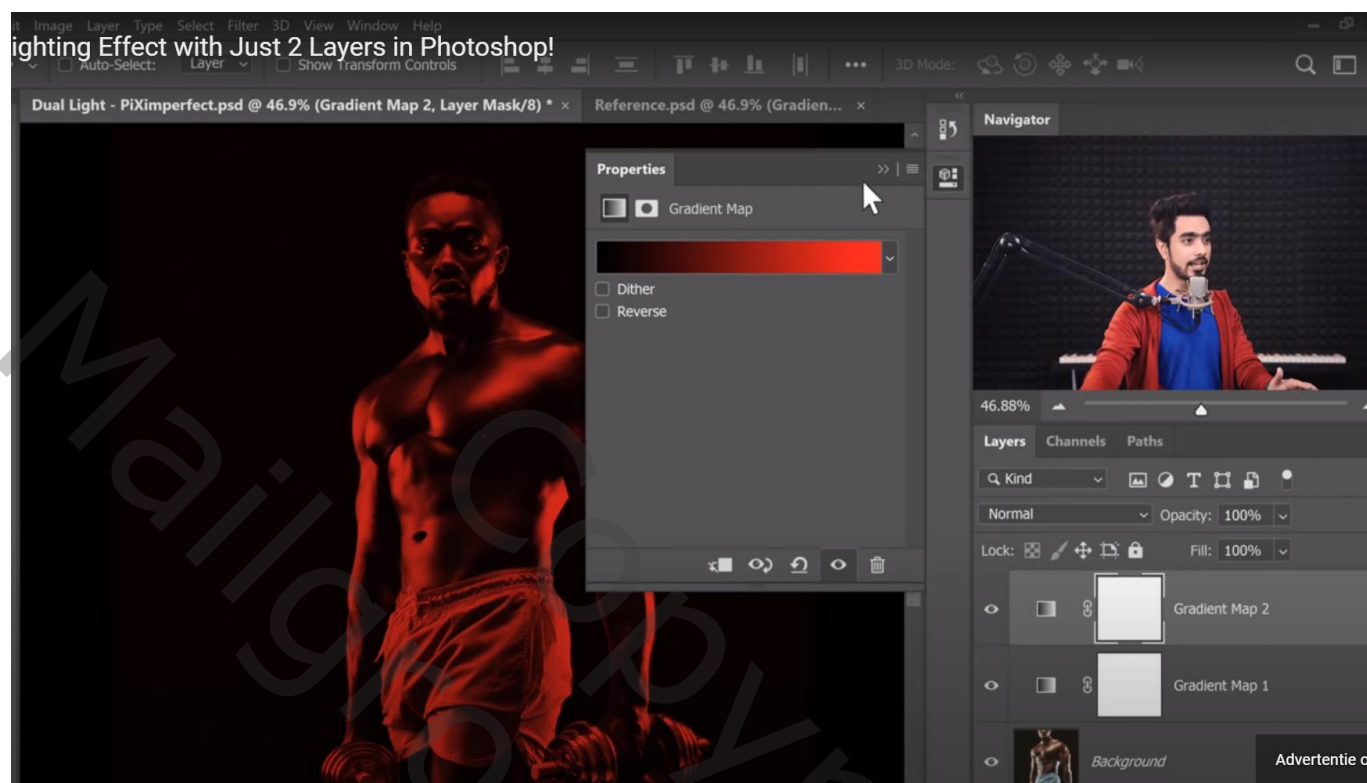 it Image Layer Type Select Filter 3D View Window Help
ighting Effect with Just 2 Layers in Photoshop!
Auto-Select: Layer Show Transform Controls ••• 3D Mode:
Dual Light - PiXimperfect.psd @ 46.9% (Gradient Map 2, Layer Mask/8) * × Reference.psd @ 46.9% (Gradien... ×
Navigator
Properties
Gradient Map
Dither
Reverse
46.88%
Layers Channels Paths
Kind
Normal Opacity: 100%
Lock: Fill: 100%
Gradient Map 2
Gradient Map 1
Background
Advertentie